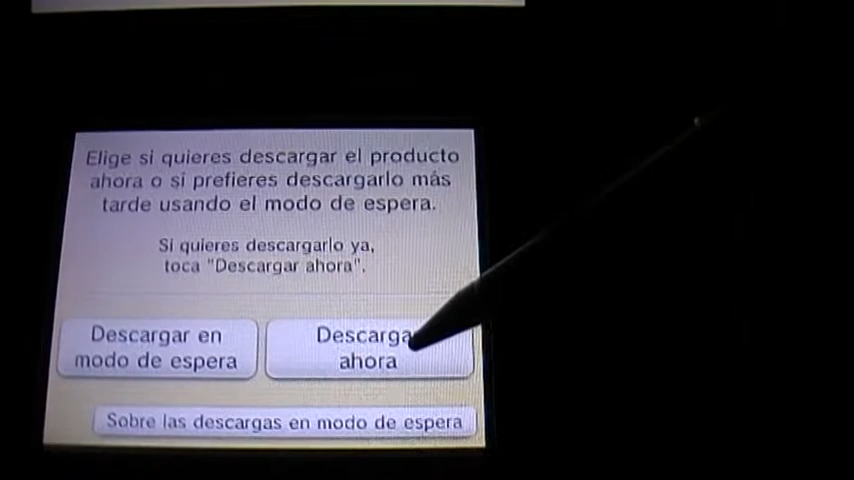 Elige si quieres descargar el producto
ahora o si prefieres descargarlo más
tarde usando el modo de espera.
Si quieres descargarlo ya,
toca "Descargar ahora".
Descargar en
modo de espera
Descarga
ahora
Sobre las descargas en modo de espera